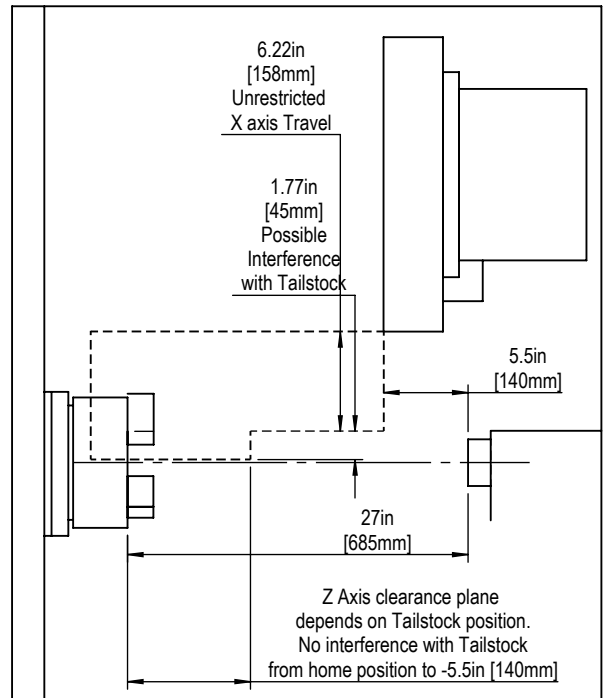 6.22in
[158mm]
Unrestricted
X axis Travel
1.77in
[45mm]
Possible
Interference
with Tailstock
5.5in
[140mm]
27in
[685mm]
Z Axis clearance plane
depends on Tailstock position.
No interference with Tailstock
from home position to -5.5in [140mm]